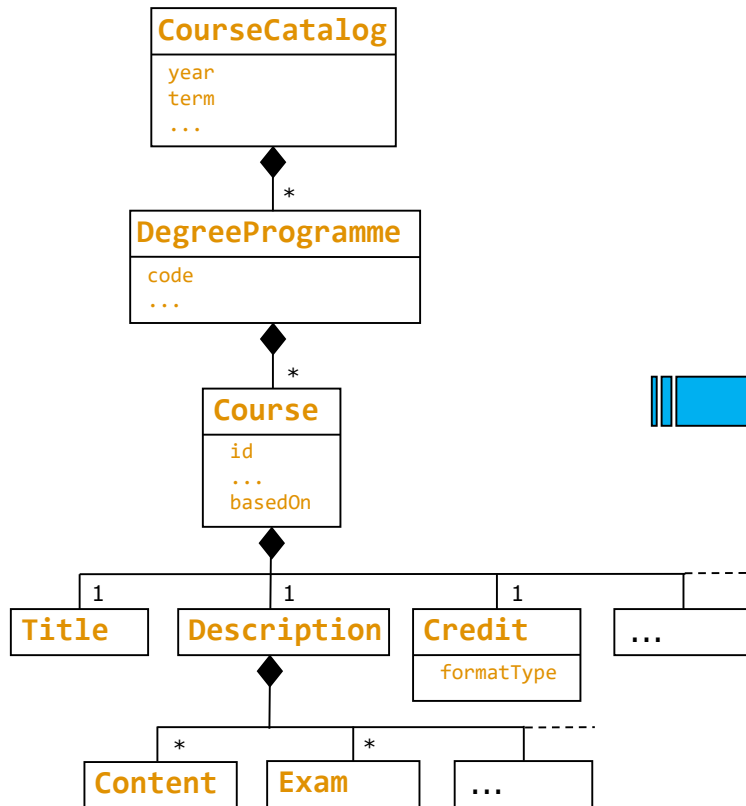 CourseCatalog
year
term
...
*
DegreeProgramme
code
...
*
Course
id
...
basedOn
1 1 1
Title Description Credit ...
formatType
* *
Content Exam ...